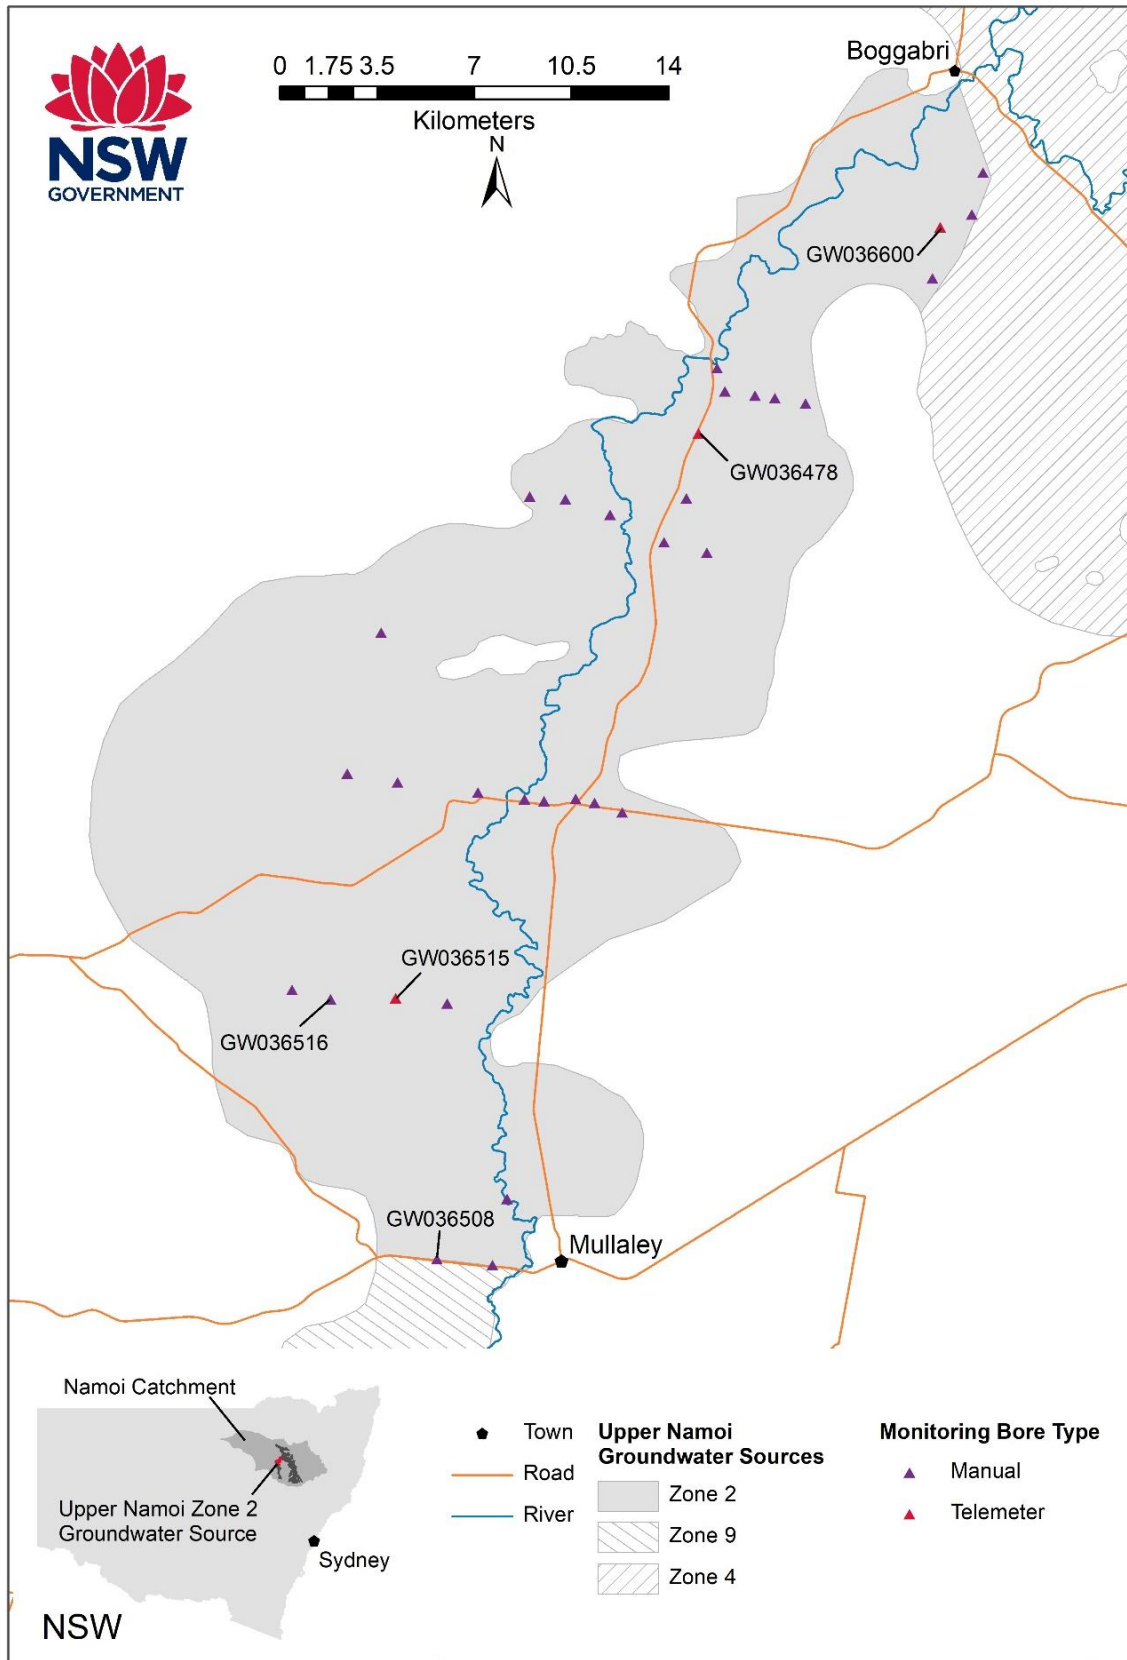 NSW
GOVERNMENT
0 1.75 3.5 7 10.5 14
Kilometers
N
Boggabri
GW036600
GW036478
GW036515
GW036516
GW036508
Mullaley
Namoi Catchment
Upper Namoi Zone 2
Groundwater Source
Sydney
NSW
Town
Road
River
Upper Namoi
Groundwater Sources
Zone 2
Zone 9
Zone 4
Monitoring Bore Type
Manual
Telemeter